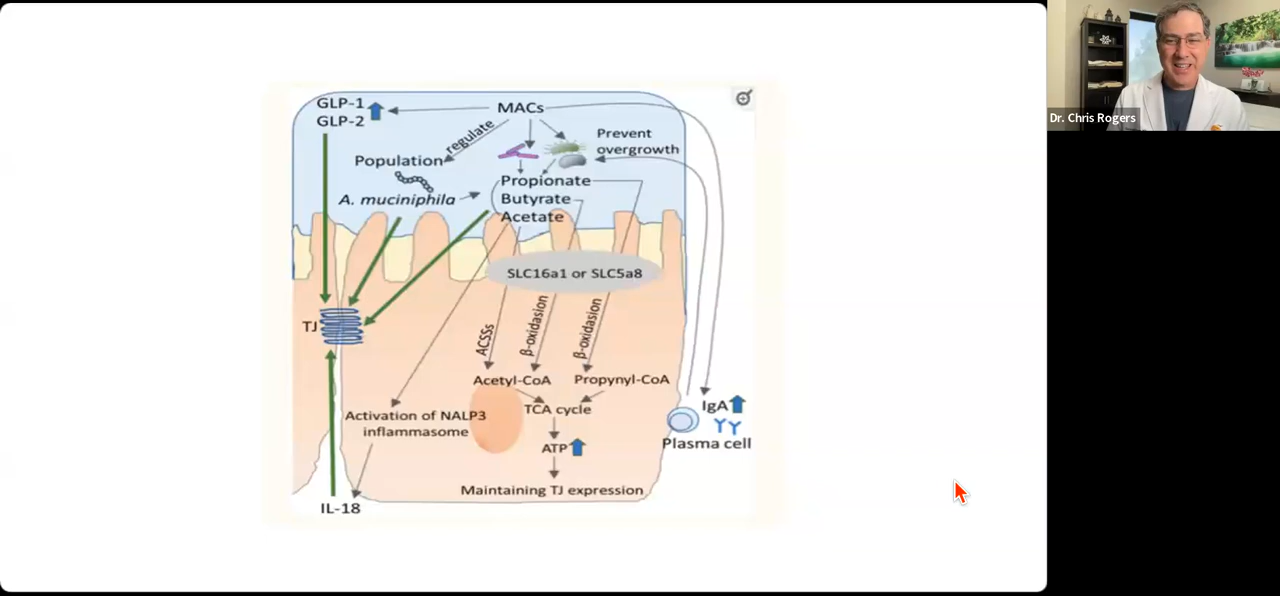 GLP-1
GLP-2
MACs
regulate
Prevent
overgrowth
Population
A. muciniphila
Propionate
Butyrate
Acetate
SLC16a1 or SLC5a8
TJ
ACSSs
β-oxidasion
β-oxidasion
Acetyl-CoA
Propynyl-CoA
Activation of NALP3
inflammasome
TCA cycle
ATP
Maintaining TJ expression
IL-18
IgA
Plasma cell
Dr. Chris Rogers